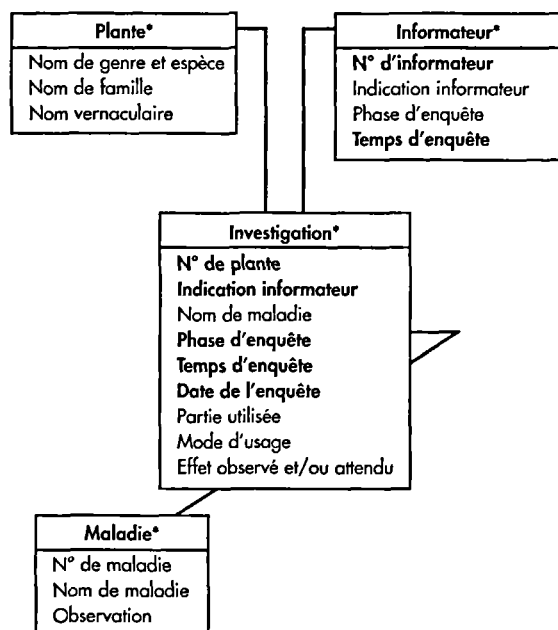 Plante*
Nom de genre et espèce
Nom de famille
Nom vernaculaire
Informateur*
N° d'informateur
Indication informateur
Phase d'enquête
Temps d'enquête
Investigation*
N° de plante
Indication informateur
Nom de maladie
Phase d'enquête
Temps d'enquête
Date de l'enquête
Partie utilisée
Mode d'usage
Effet observé et/ou attendu
Maladie*
N° de maladie
Nom de maladie
Observation